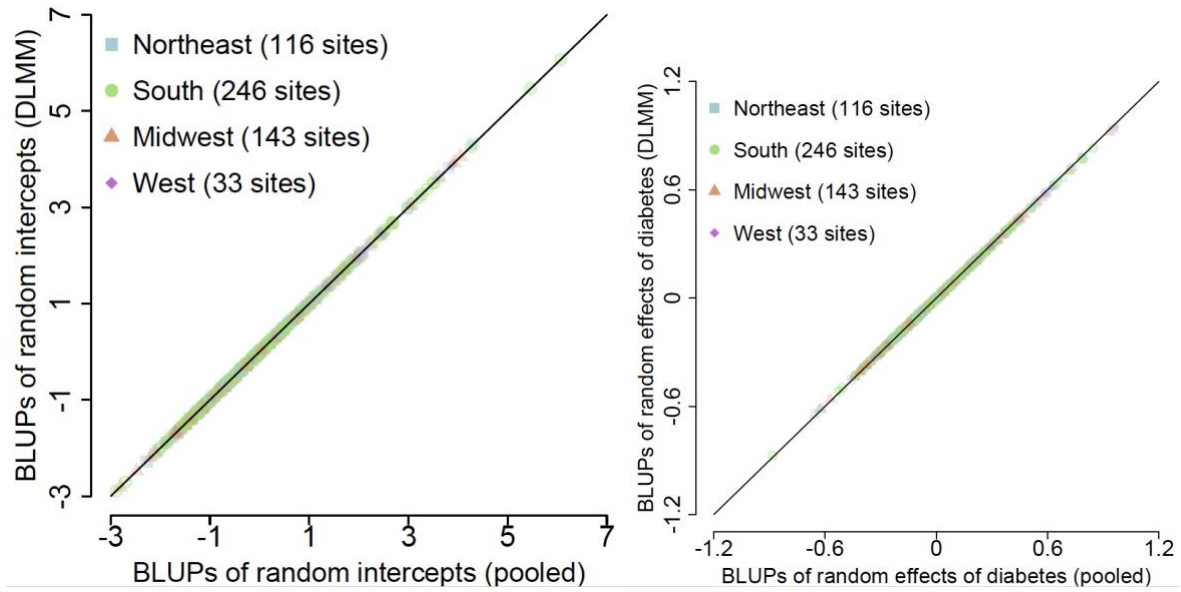 BLUPs of random intercepts (DLMM)
7
5
3
1
-1
-3
Northeast (116 sites)
South (246 sites)
Midwest (143 sites)
West (33 sites)
-3 -1 1 3 5 7
BLUPs of random intercepts (pooled)
BLUPs of random effects of diabetes (DLMM)
1.2
0.6
0
-0.6
-1.2
Northeast (116 sites)
South (246 sites)
Midwest (143 sites)
West (33 sites)
-1.2 -0.6 0 0.6 1.2
BLUPs of random effects of diabetes (pooled)